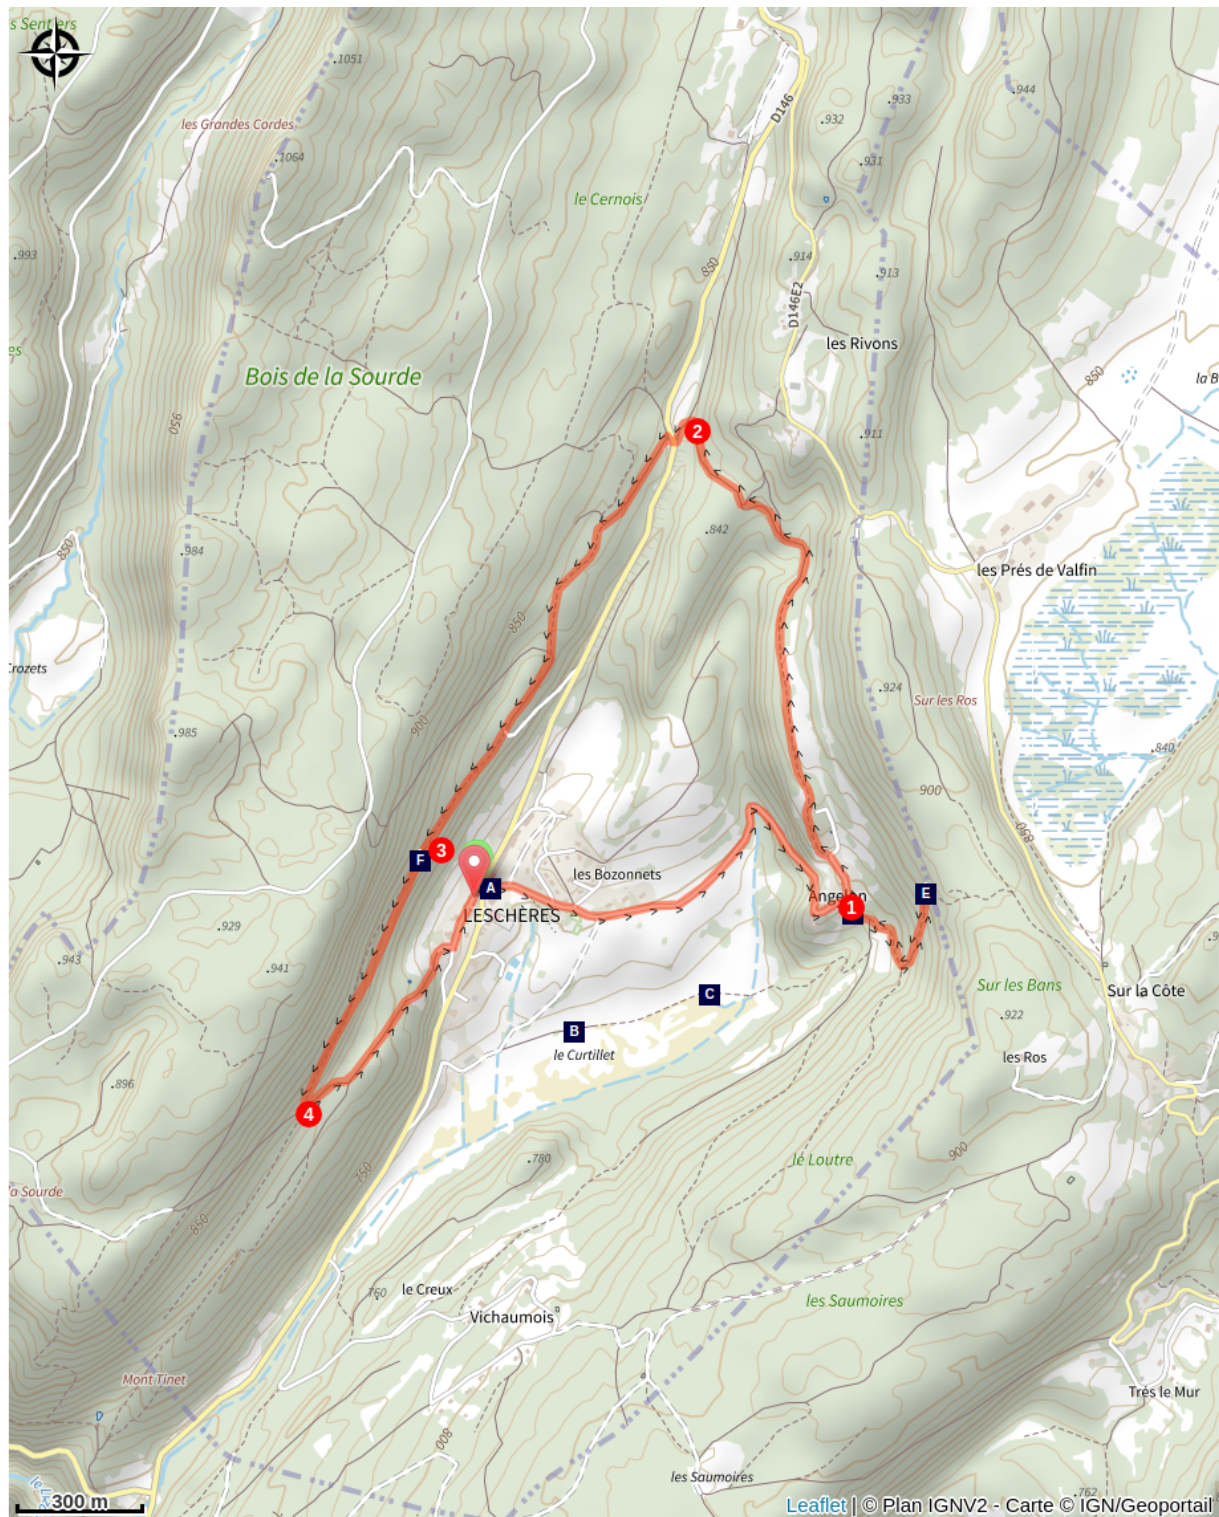 s Sentiers
.1051
les Grandes Cordes
D146
.933
.944
.932
.1064
.931
le Cernois
.993
.914
850
.913
D146E2
les Rivons
es
Bois de la Sourde
850
la B
950
2
.911
.842
.984
850
les Prés de Valfin
850
Crozets
.924
Sur les Ros
900
.985
.840
900
850
F
3
A
les Bozonnets
E
1
LESCHÈRES
.929
.943
.941
Sur les Bans
C
Sur la Côte
.922
B
le Curtillet
les Ros
.896
4
900
.780
le Loutre
750
a Sourde
850
le Creux
760
les Saumoires
Vichaumois
Mont Tinet
Très le Mur
800
les Saumoires
.762
300 m
Leaflet | © Plan IGNV2 - Carte © IGN/Geoportail